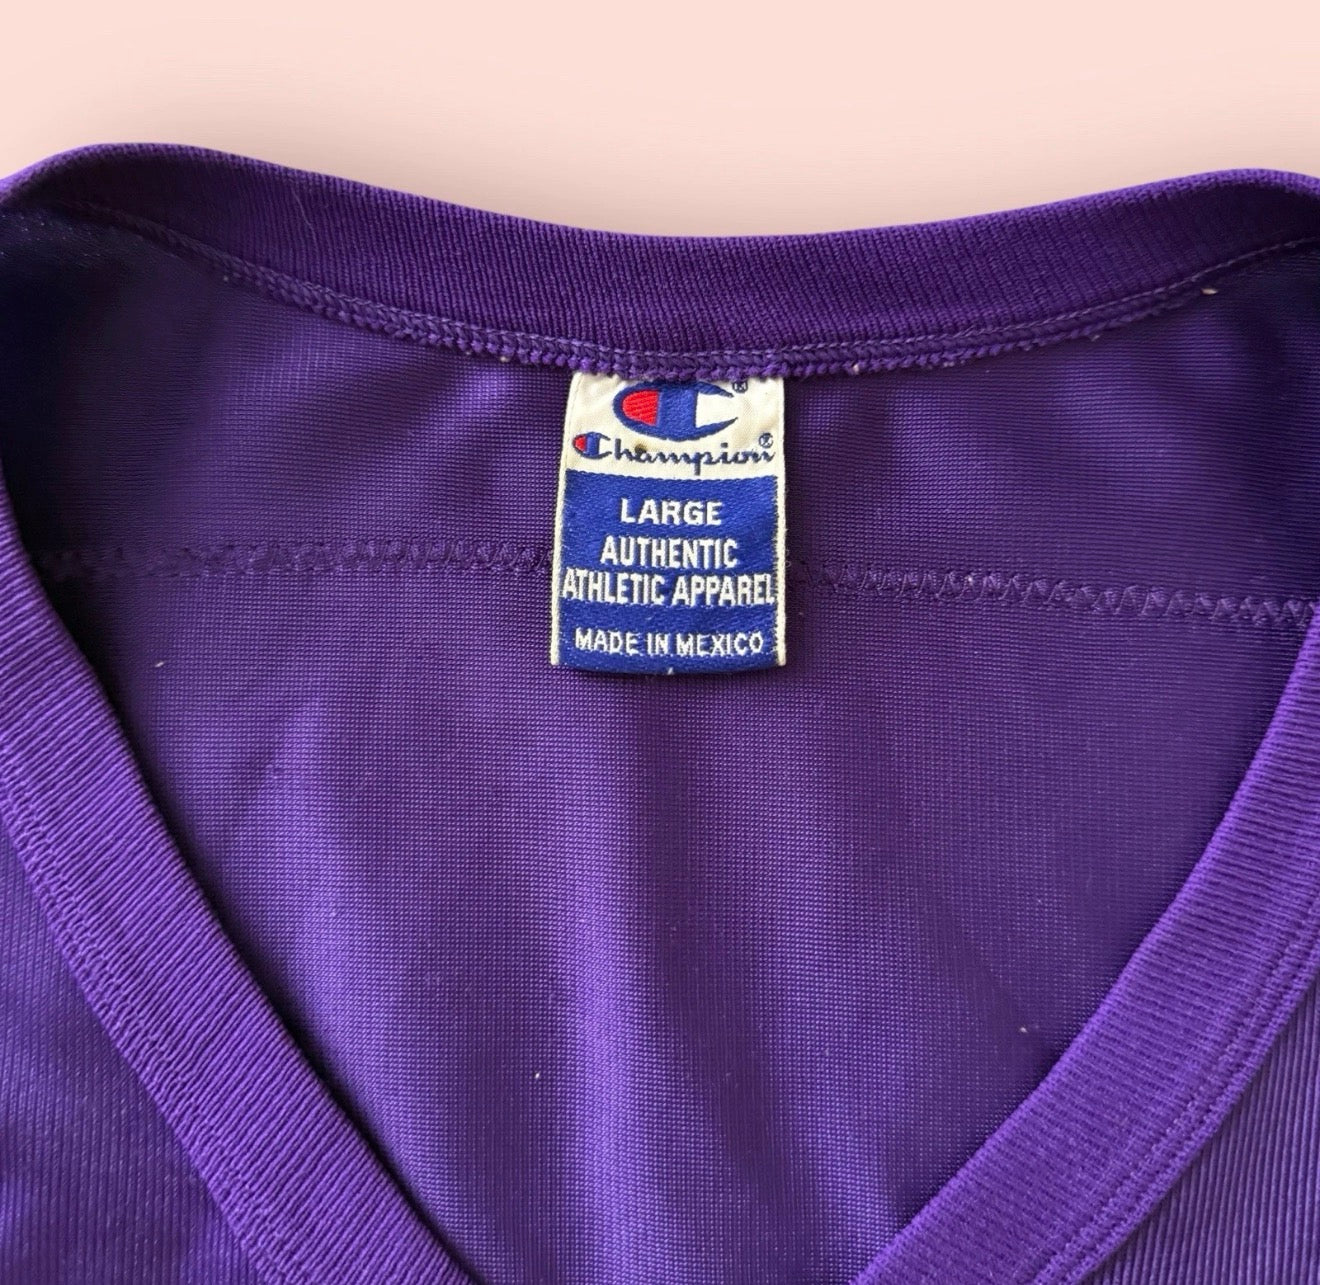 Champion
LARGE
AUTHENTIC
ATHLETIC APPAREL
MADE IN MEXICO